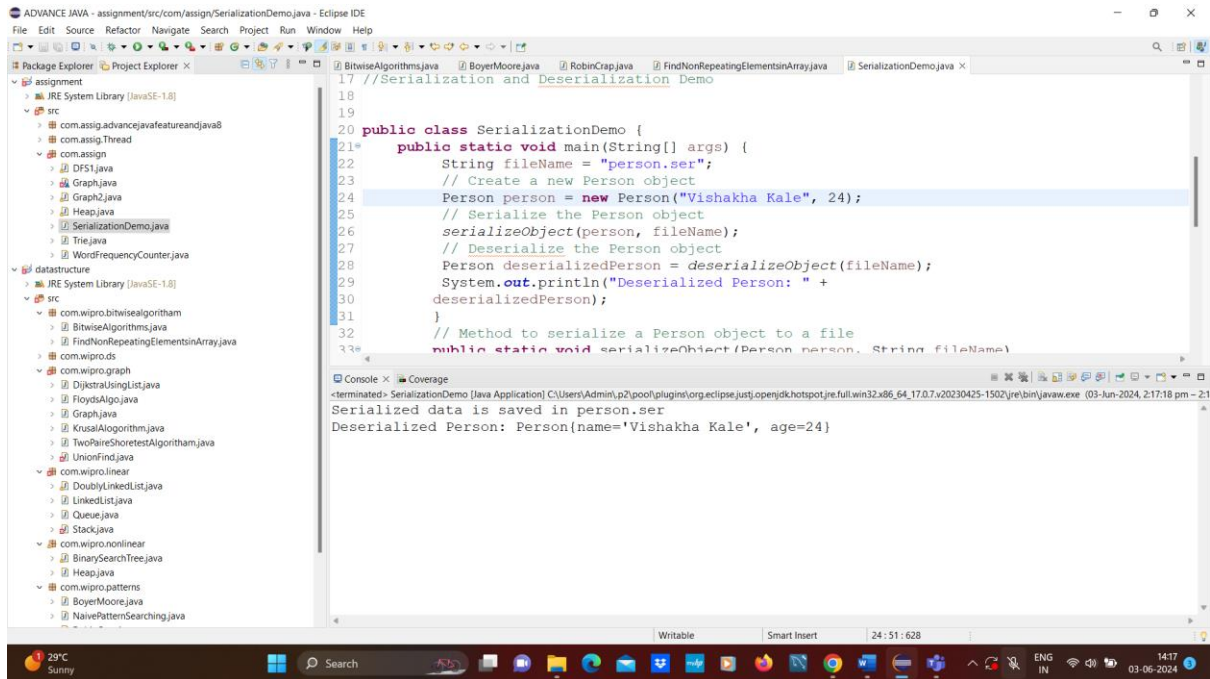 ADVANCE JAVA - assignment/src/com/assign/SerializationDemo.java - Eclipse IDE
File Edit Source Refactor Navigate Search Project Run Window Help
Package Explorer Project Explorer
assignment
JRE System Library [JavaSE-1.8]
src
com.assig.advancejavafeatureandjava8
com.assig.Thread
com.assign
DFS1.java
Graph.java
Graph2.java
Heap.java
SerializationDemo.java
Trie.java
WordFrequencyCounter.java
datastructure
JRE System Library [JavaSE-1.8]
src
com.wipro.bitwisealgoritham
BitwiseAlgorithms.java
FindNonRepeatingElementsinArray.java
com.wipro.ds
com.wipro.graph
DijkstraUsingList.java
FloydsAlgo.java
Graph.java
KrusalAlogorithm.java
TwoPaireShoretestAlgoritham.java
UnionFind.java
com.wipro.linear
DoublyLinkedList.java
LinkedList.java
Queue.java
Stack.java
com.wipro.nonlinear
BinarySearchTree.java
Heap.java
com.wipro.patterns
BoyerMoore.java
NaivePatternSearching.java
BitwiseAlgorithms.java BoyerMoore.java RobinCrap.java FindNonRepeatingElementsinArray.java SerializationDemo.java
17 //Serialization and Deserialization Demo
18
19
20 public class SerializationDemo {
21 public static void main(String[] args) {
22 String fileName = "person.ser";
23 // Create a new Person object
24 Person person = new Person("Vishakha Kale", 24);
25 // Serialize the Person object
26 serializeObject(person, fileName);
27 // Deserialize the Person object
28 Person deserializedPerson = deserializeObject(fileName);
29 System.out.println("Deserialized Person: " +
30 deserializedPerson);
31 }
32 // Method to serialize a Person object to a file
33 public static void serializeObject(Person person, String fileName)
Console Coverage
<terminated> SerializationDemo [Java Application] C:\Users\Admin\.p2\pool\plugins\org.eclipse.justj.openjdk.hotspot.jre.full.win32.x86_64_17.0.7.v20230425-1502\jre\bin\javaw.exe (03-Jun-2024, 2:17:18 pm – 2:1
Serialized data is saved in person.ser
Deserialized Person: Person{name='Vishakha Kale', age=24}
Writable Smart Insert 24 : 51 : 628
29°C
Sunny
Search
ENG
IN
14:17
03-06-2024